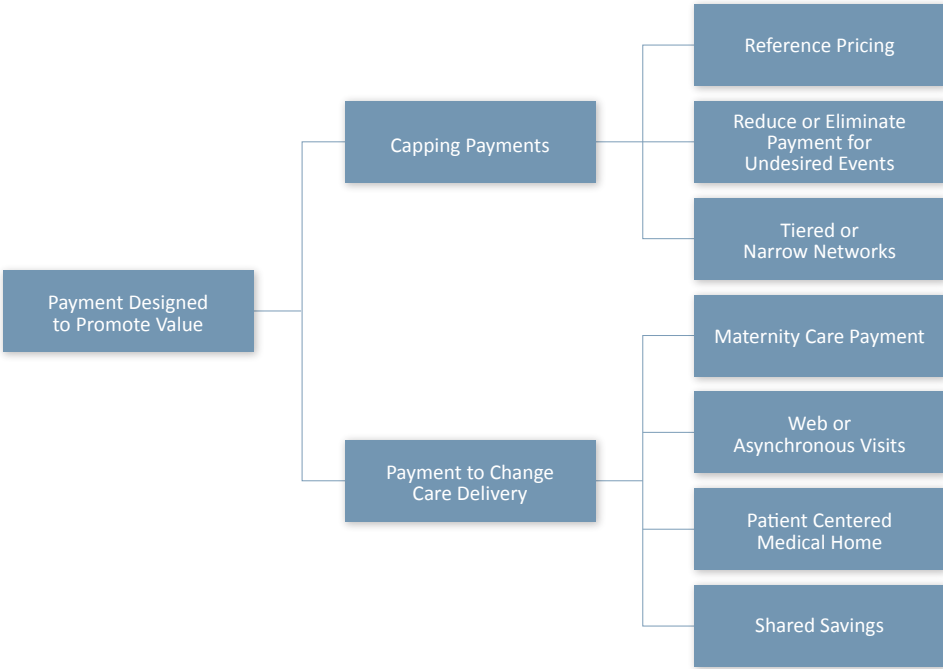 Payment Designed
to Promote Value
Capping Payments
Reference Pricing
Reduce or Eliminate
Payment for
Undesired Events
Tiered or
Narrow Networks
Payment to Change
Care Delivery
Maternity Care Payment
Web or
Asynchronous Visits
Patient Centered
Medical Home
Shared Savings